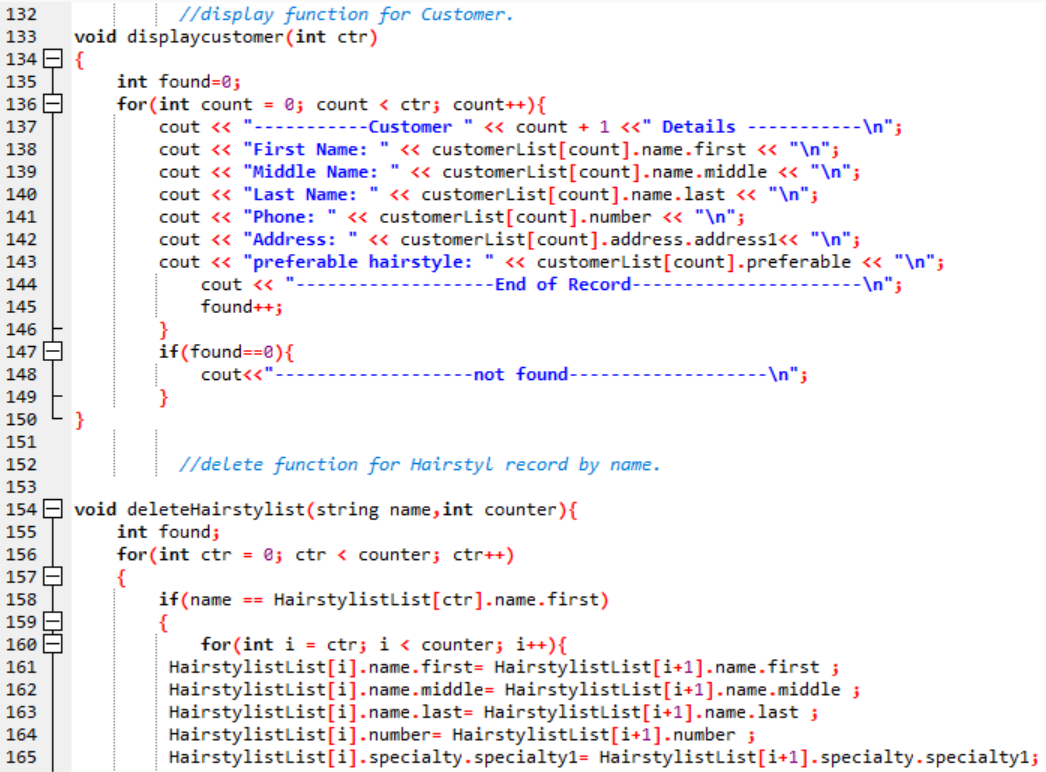 132 //display function for Customer.
133 void displaycustomer(int ctr)
134 {
135 int found=0;
136 for(int count = 0; count < ctr; count++){
137 cout << "-----------Customer " << count + 1 <<" Details -----------\n";
138 cout << "First Name: " << customerList[count].name.first << "\n";
139 cout << "Middle Name: " << customerList[count].name.middle << "\n";
140 cout << "Last Name: " << customerList[count].name.last << "\n";
141 cout << "Phone: " << customerList[count].number << "\n";
142 cout << "Address: " << customerList[count].address.address1<< "\n";
143 cout << "preferable hairstyle: " << customerList[count].preferable << "\n";
144 cout << "-------------------End of Record----------------------\n";
145 found++;
146 }
147 if(found==0){
148 cout<<"-------------------not found-------------------\n";
149 }
150 }
151
152 //delete function for Hairstyl record by name.
153
154 void deleteHairstylist(string name,int counter){
155 int found;
156 for(int ctr = 0; ctr < counter; ctr++)
157 {
158 if(name == HairstylistList[ctr].name.first)
159 {
160 for(int i = ctr; i < counter; i++){
161 HairstylistList[i].name.first= HairstylistList[i+1].name.first ;
162 HairstylistList[i].name.middle= HairstylistList[i+1].name.middle ;
163 HairstylistList[i].name.last= HairstylistList[i+1].name.last ;
164 HairstylistList[i].number= HairstylistList[i+1].number ;
165 HairstylistList[i].specialty.specialty1= HairstylistList[i+1].specialty.specialty1;